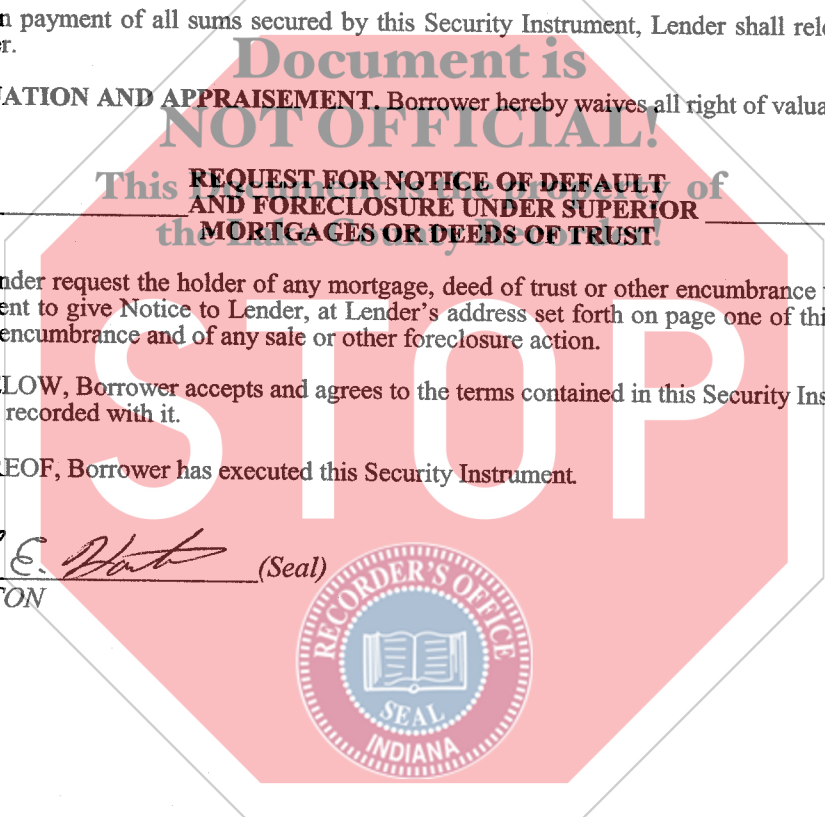 n payment of all sums secured by this Security Instrument, Lender shall rel
er.
Document is
ATION AND APPRAISEMENT. Borrower hereby waives all right of valua
NOT OFFICIAL!
This Document is the property of
REQUEST FOR NOTICE OF DEFAULT
AND FORECLOSURE UNDER SUPERIOR
the Lake County Recorder!
MORTGAGES OR DEEDS OF TRUST
nder request the holder of any mortgage, deed of trust or other encumbrance
ent to give Notice to Lender, at Lender's address set forth on page one of thi
encumbrance and of any sale or other foreclosure action.
LOW, Borrower accepts and agrees to the terms contained in this Security Ins
recorded with it.
STOP
EOF, Borrower has executed this Security Instrument.
E.
(Seal)
TON
RECORDER'S OFFICE
SEAL
INDIANA